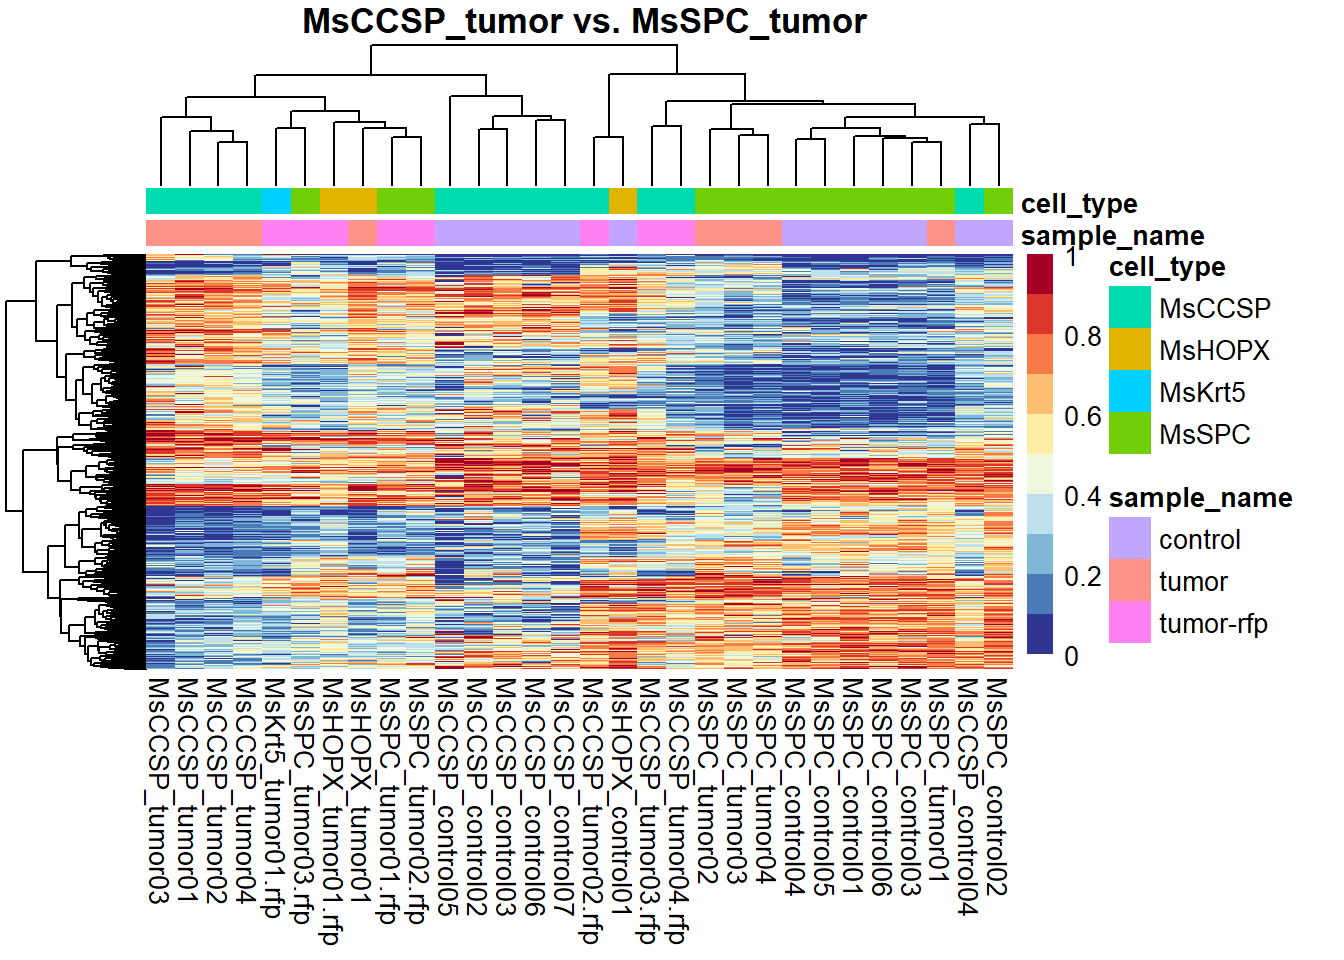 MsCCSP_tumor vs. MsSPC_tumor
cell_type
sample_name
1
0.8
0.6
0.4
0.2
0
cell_type
MsCCSP
MsHOPX
MsKrt5
MsSPC
sample_name
control
tumor
tumor-rfp
MsCCSP_tumor03
MsCCSP_tumor01
MsCCSP_tumor02
MsCCSP_tumor04
MsKrt5_tumor01.rfp
MsSPC_tumor03.rfp
MsHOPX_tumor01.rfp
MsHOPX_tumor01
MsSPC_tumor01.rfp
MsSPC_tumor02.rfp
MsCCSP_control05
MsCCSP_control02
MsCCSP_control03
MsCCSP_control06
MsCCSP_control07
MsCCSP_tumor02.rfp
MsHOPX_control01
MsCCSP_tumor03.rfp
MsCCSP_tumor04.rfp
MsSPC_tumor02
MsSPC_tumor03
MsSPC_tumor04
MsSPC_control04
MsSPC_control05
MsSPC_control01
MsSPC_control06
MsSPC_control03
MsSPC_tumor01
MsCCSP_control04
MsSPC_control02